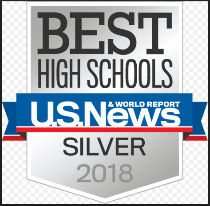 BEST
HIGH SCHOOLS
U.S.News
& WORLD REPORT
SILVER
2018